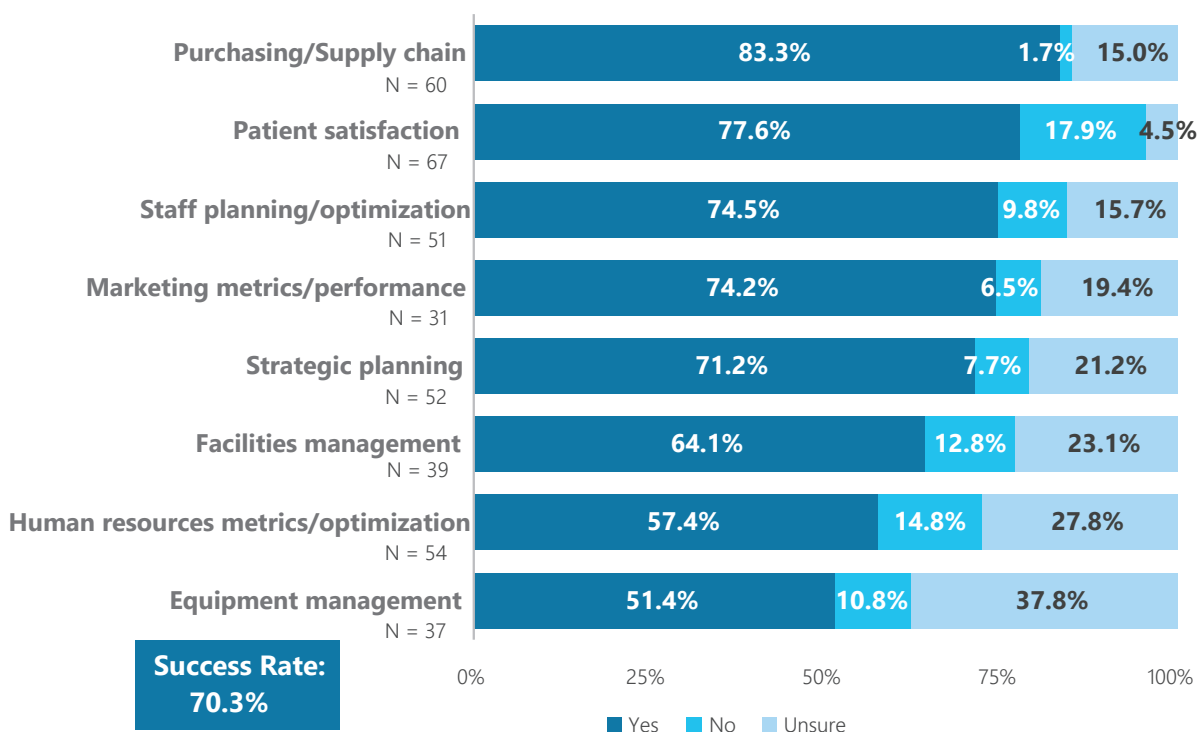 Purchasing/Supply chain
83.3% 1.7% 15.0%
N = 60
Patient satisfaction
77.6% 17.9% 4.5%
N = 67
Staff planning/optimization
74.5% 9.8% 15.7%
N = 51
Marketing metrics/performance
74.2% 6.5% 19.4%
N = 31
Strategic planning
71.2% 7.7% 21.2%
N = 52
Facilities management
64.1% 12.8% 23.1%
N = 39
Human resources metrics/optimization
57.4% 14.8% 27.8%
N = 54
Equipment management
51.4% 10.8% 37.8%
N = 37
Success Rate:
70.3%
0% 25% 50% 75% 100%
Yes No Unsure